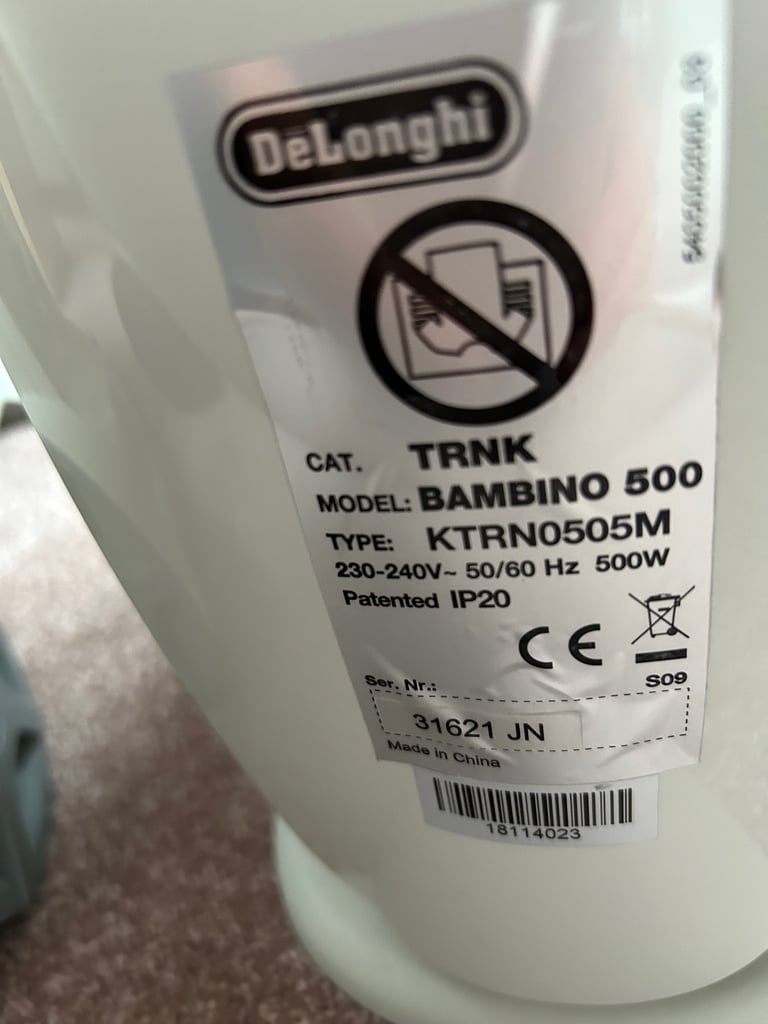 DēLonghi
CAT. TRNK
MODEL: BAMBINO 500
TYPE: KTRN0505M
230-240V~ 50/60 Hz 500W
Patented IP20
CE
S09
Ser. Nr.:
31621 JN
Made in China
18114023